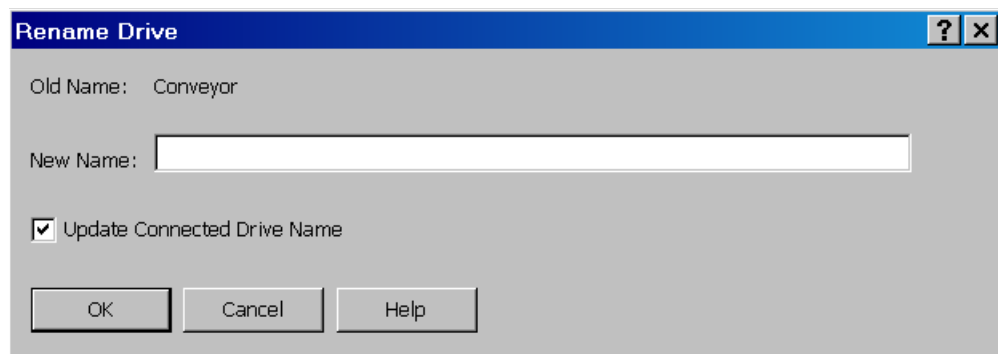 Rename Drive
Old Name: Conveyor
New Name:
Update Connected Drive Name
OK Cancel Help